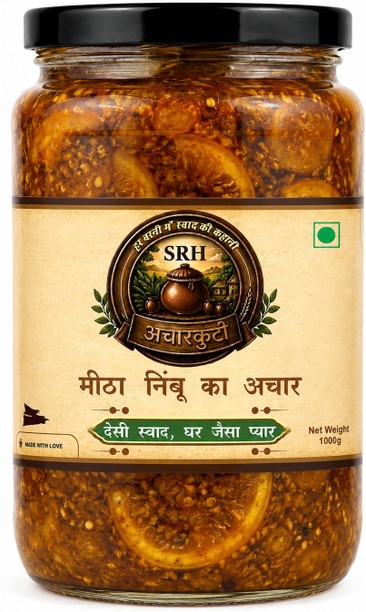 हर बरनी में स्वाद की कहानी
SRH
अचारकुटी
मीठा निंबू का अचार
देसी स्वाद, घर जैसा प्यार
MADE WITH LOVE
Net Weight
1000g